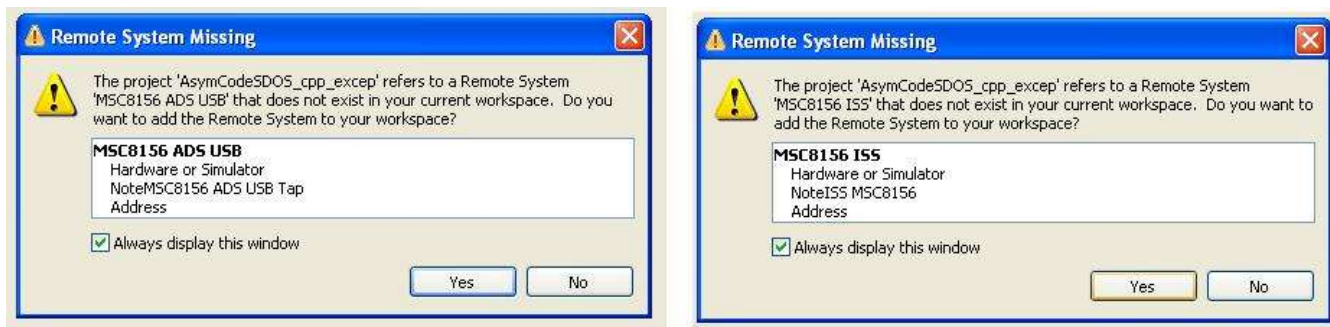 Remote System Missing
The project 'AsymCodeSDOS_cpp_excep' refers to a Remote System
'MSC8156 ADS USB' that does not exist in your current workspace.  Do you
want to add the Remote System to your workspace?
MSC8156 ADS USB
Hardware or Simulator
NoteMSC8156 ADS USB Tap
Address
Always display this window
Yes
No
Remote System Missing
The project 'AsymCodeSDOS_cpp_excep' refers to a Remote System
'MSC8156 ISS' that does not exist in your current workspace.  Do you want to
add the Remote System to your workspace?
MSC8156 ISS
Hardware or Simulator
NoteISS MSC8156
Address
Always display this window
Yes
No